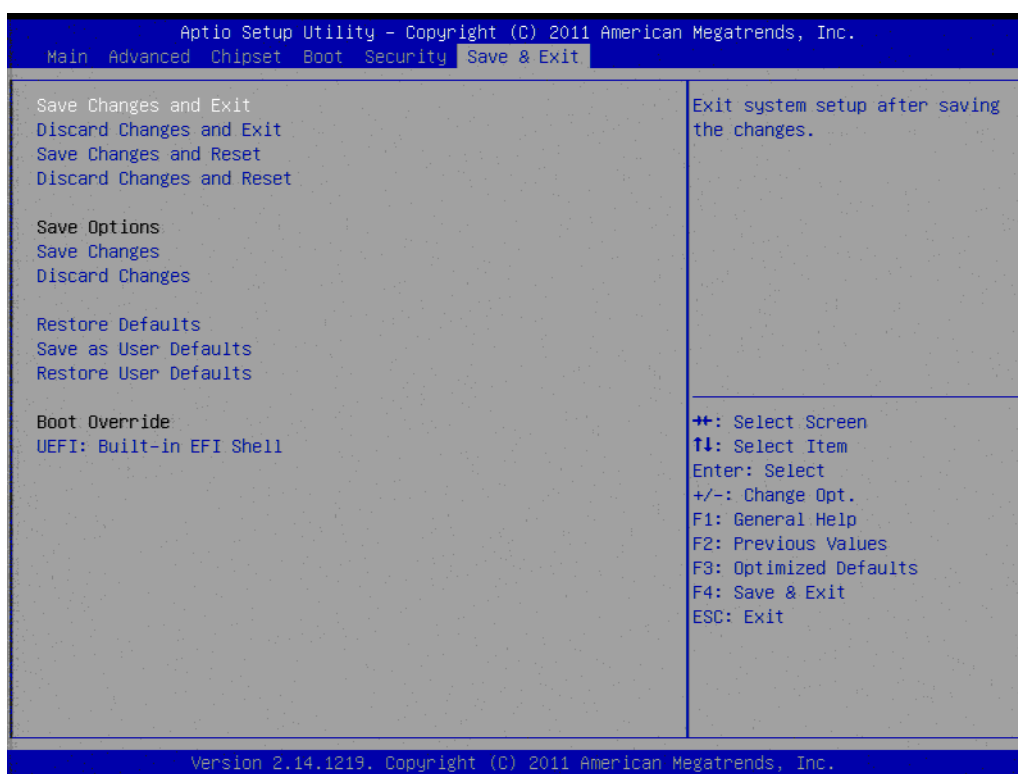 Aptio Setup Utility – Copyright (C) 2011 American Megatrends, Inc.
Main Advanced Chipset Boot Security Save & Exit
Save Changes and Exit
Discard Changes and Exit
Save Changes and Reset
Discard Changes and Reset
Save Options
Save Changes
Discard Changes
Restore Defaults
Save as User Defaults
Restore User Defaults
Boot Override
UEFI: Built-in EFI Shell
Exit system setup after saving
the changes.
→←: Select Screen
↑↓: Select Item
Enter: Select
+/-: Change Opt.
F1: General Help
F2: Previous Values
F3: Optimized Defaults
F4: Save & Exit
ESC: Exit
Version 2.14.1219. Copyright (C) 2011 American Megatrends, Inc.